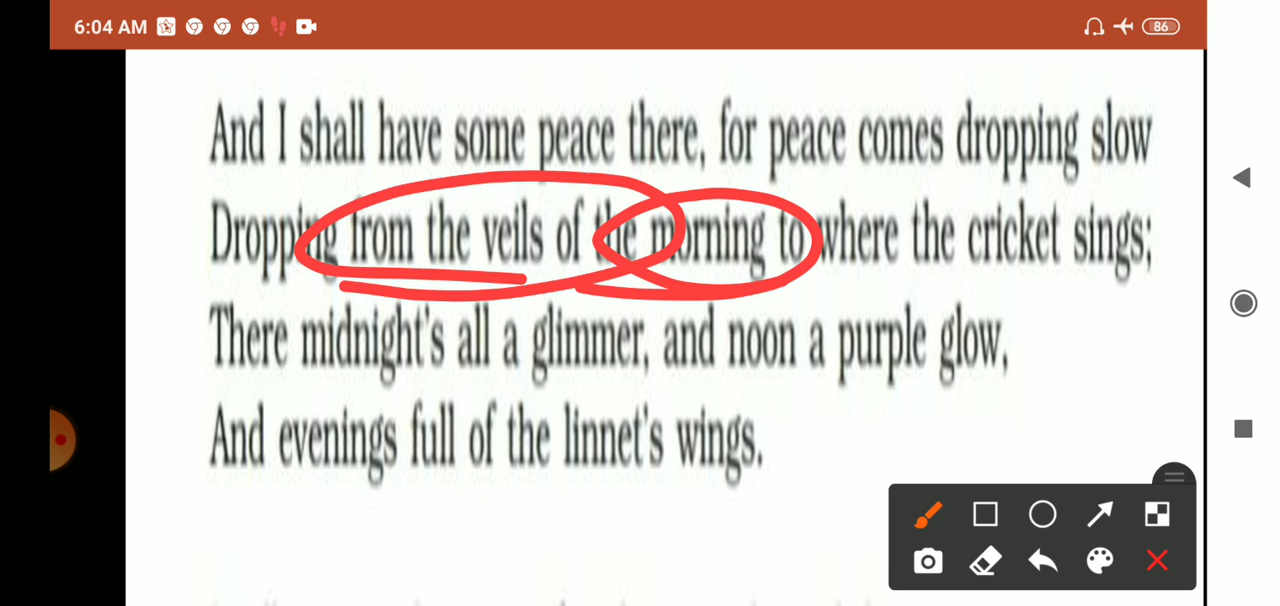 6:04 AM 86
And I shall have some peace there, for peace comes dropping slow
Dropping from the veils of the morning to where the cricket sings;
There midnight's all a glimmer, and noon a purple glow,
And evenings full of the linnet's wings.